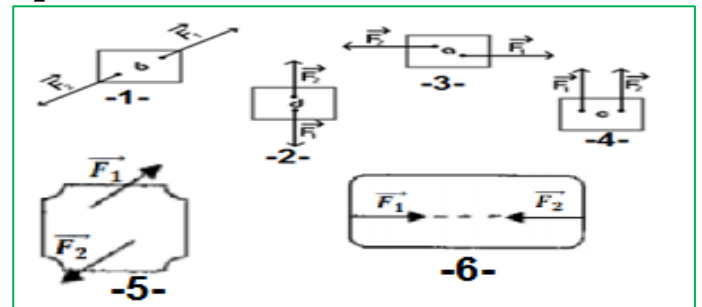 F₁ F₂ b
-1-
F₂ d F₁
-2-
F₂ a F₁
-3-
F₁ F₂ c
-4-
F₁
F₂
-5-
F₁ F₂
-6-